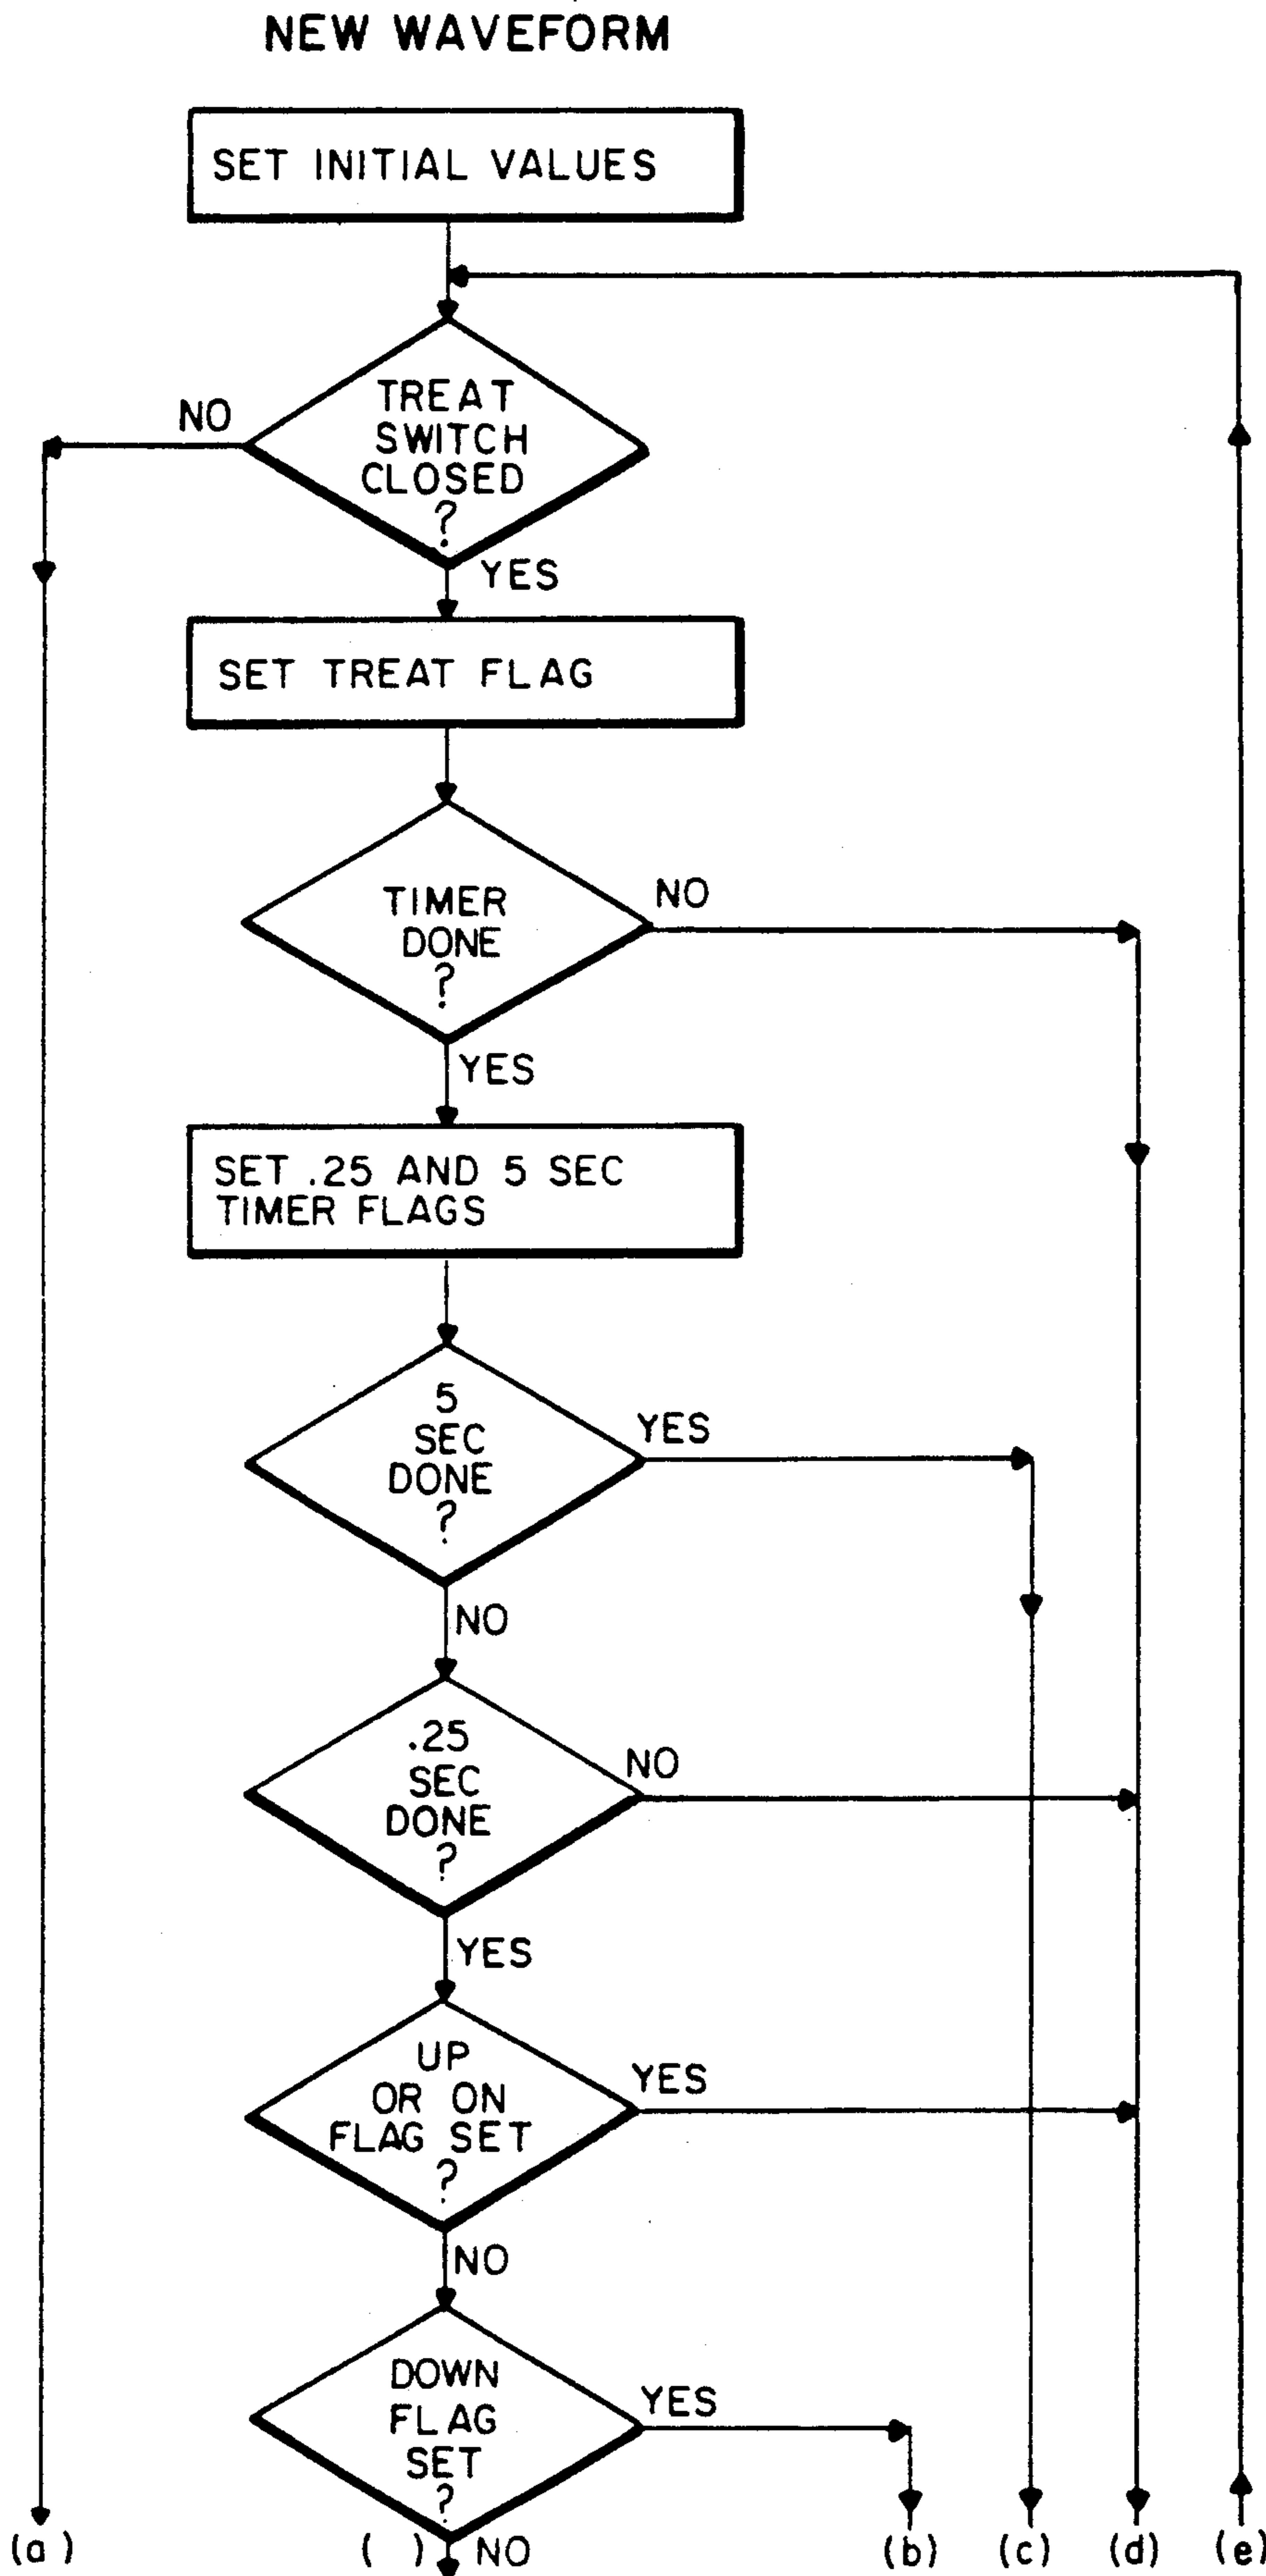 NEW WAVEFORM
SET INITIAL VALUES
NO
TREAT
SWITCH
CLOSED
?
YES
SET TREAT FLAG
TIMER
DONE
?
NO
YES
SET .25 AND 5 SEC
TIMER FLAGS
5
SEC
DONE
?
YES
NO
.25
SEC
DONE
?
NO
YES
UP
OR ON
FLAG SET
?
YES
NO
DOWN
FLAG
SET
?
YES
(a) ( ) NO (b) (c) (d) (e)